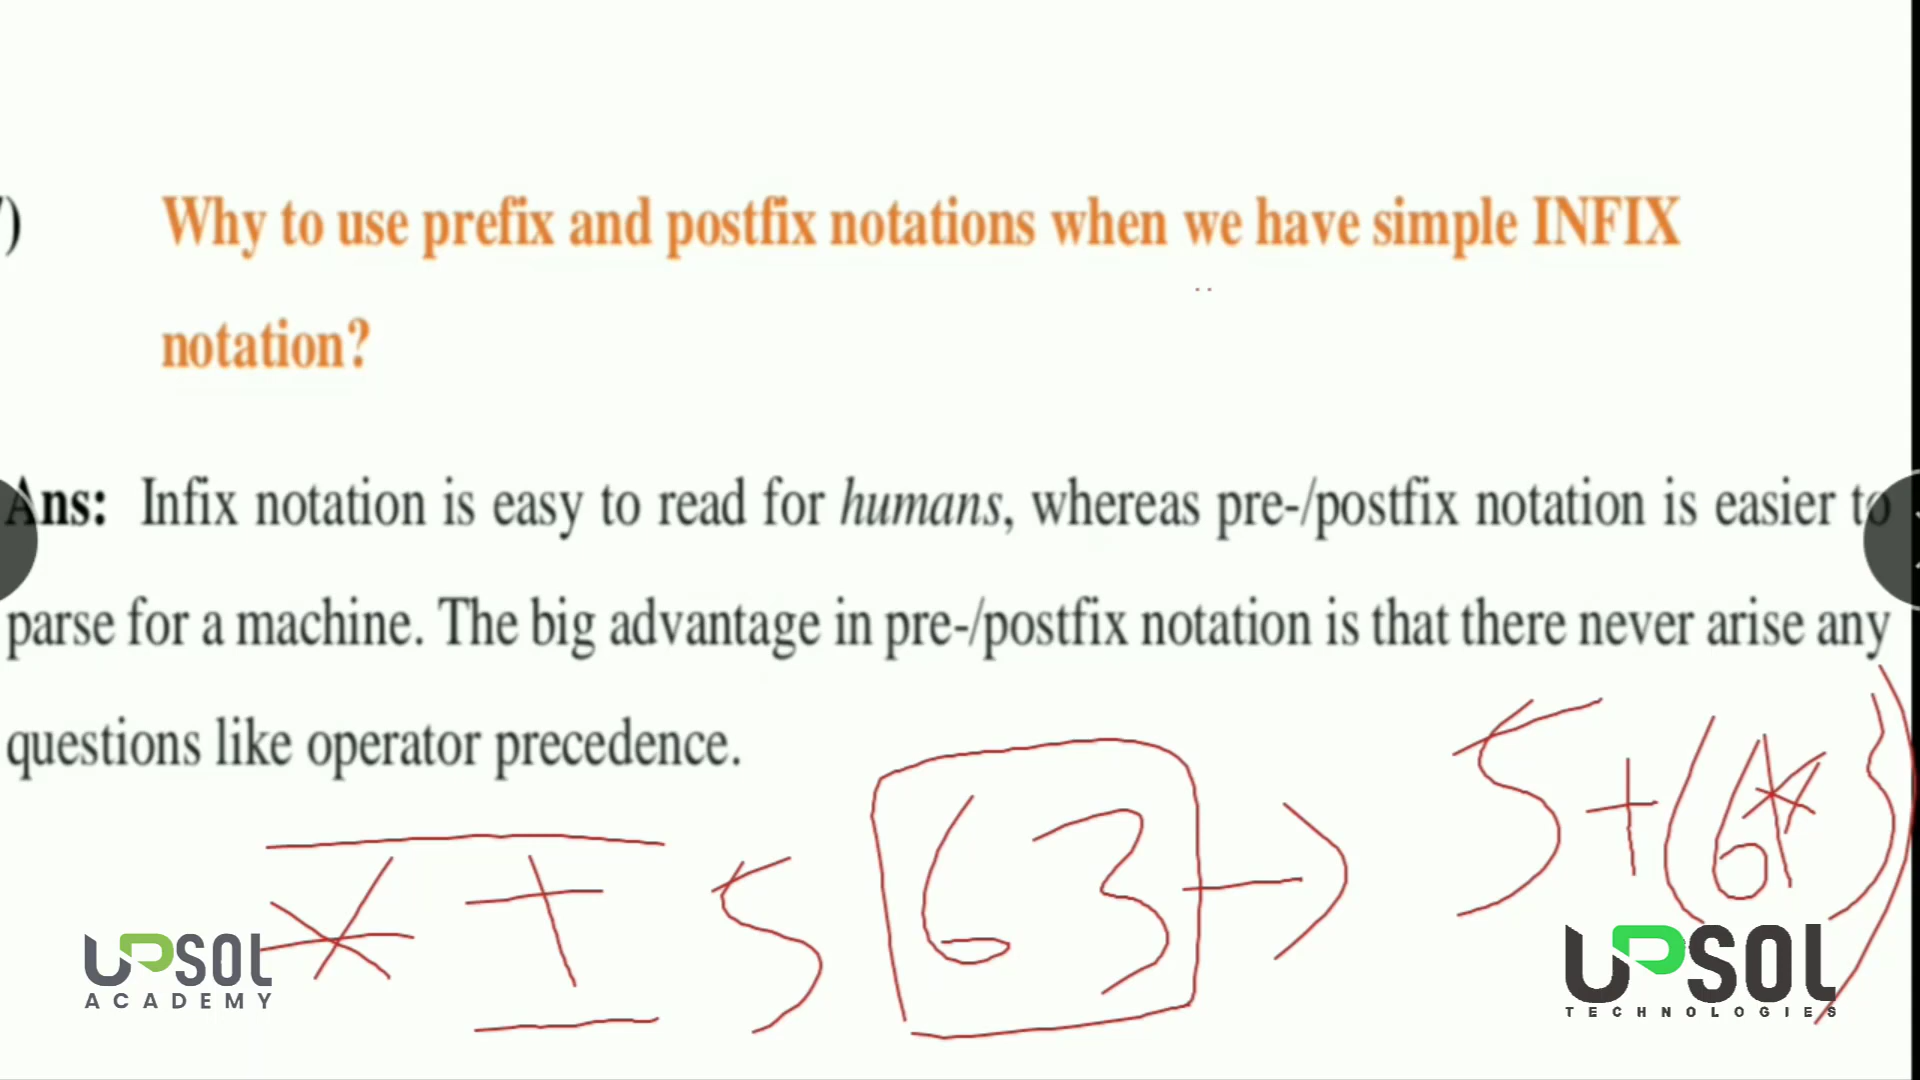 ) Why to use prefix and postfix notations when we have simple INFIX
notation?
Ans: Infix notation is easy to read for humans, whereas pre-/postfix notation is easier to
parse for a machine. The big advantage in pre-/postfix notation is that there never arise any
questions like operator precedence.
* + 5 6 3 → 5 + (6 * 3)
UPSOL
ACADEMY
UPSOL
TECHNOLOGIES